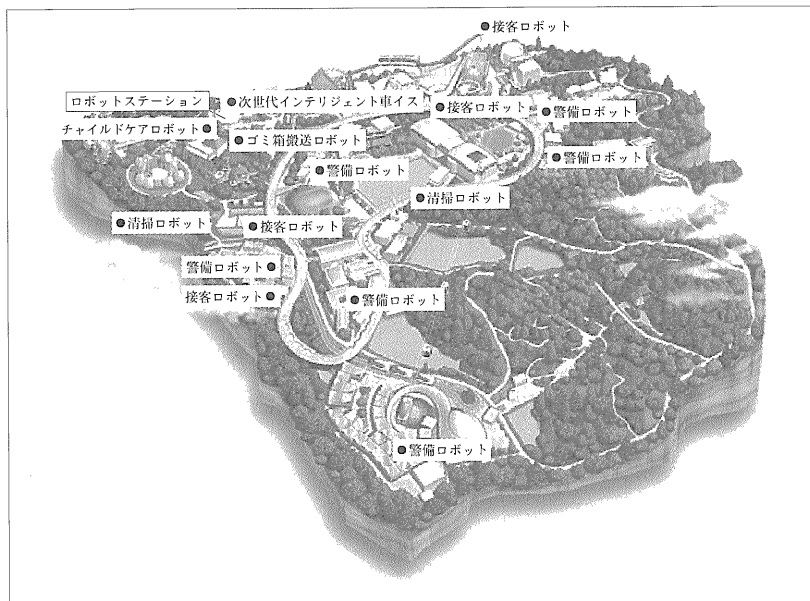 ●接客ロボット
ロボットステーション
●次世代インテリジェント車イス
●接客ロボット
●警備ロボット
チャイルドケアロボット●
●ゴミ箱搬送ロボット
●警備ロボット
●警備ロボット
●清掃ロボット
●清掃ロボット
●接客ロボット
警備ロボット●
接客ロボット●
●警備ロボット
●警備ロボット